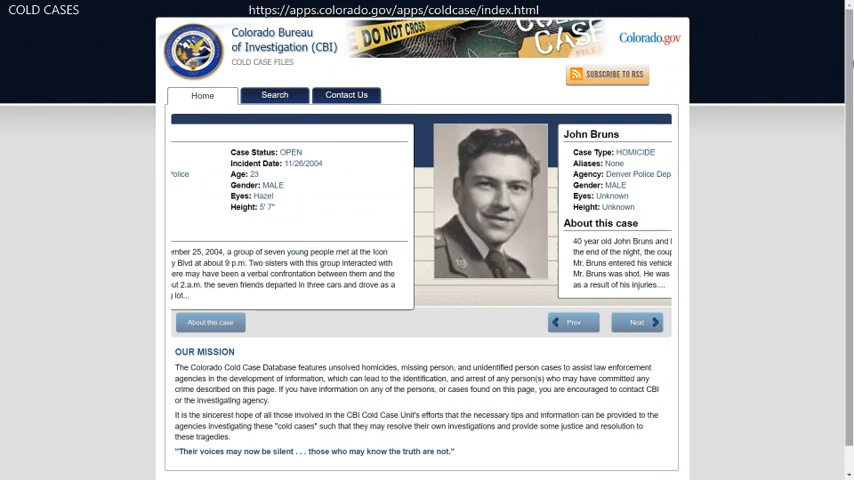 COLD CASES
https://apps.colorado.gov/apps/coldcase/index.html
Colorado Bureau
of Investigation (CBI)
COLD CASE FILES
DO NOT CROSS
Colorado.gov
SUBSCRIBE TO RSS
Home
Search
Contact Us
Case Status: OPEN
Incident Date: 11/26/2004
Police
Age: 23
Gender: MALE
Eyes: Hazel
Height: 5' 7"
mber 25, 2004, a group of seven young people met at the Icon
y Blvd at about 9 p.m. Two sisters with this group interacted with
ere may have been a verbal confrontation between them and the
ut 2.a.m. the seven friends departed in three cars and drove as a
g lot...
John Bruns
Case Type: HOMICIDE
Aliases: None
Agency: Denver Police Dep
Gender: MALE
Eyes: Unknown
Height: Unknown
About this case
40 year old John Bruns and
the end of the night, the coup
Mr. Bruns entered his vehicle
Mr. Bruns was shot. He was
as a result of his injuries....
About this case
Prev
Next
OUR MISSION
The Colorado Cold Case Database features unsolved homicides, missing person, and unidentified person cases to assist law enforcement
agencies in the development of information, which can lead to the identification, and arrest of any person(s) who may have committed any
crime described on this page. If you have information on any of the persons, or cases found on this page, you are encouraged to contact CBI
or the investigating agency.
It is the sincerest hope of all those involved in the CBI Cold Case Unit's efforts that the necessary tips and information can be provided to the
agencies investigating these "cold cases" such that they may resolve their own investigations and provide some justice and resolution to
these tragedies.
"Their voices may now be silent . . . those who may know the truth are not."